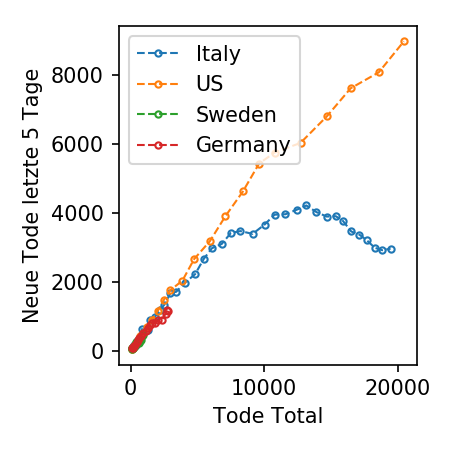 Italy
US
Sweden
Germany
8000
6000
4000
2000
0
Neue Tode letzte 5 Tage
0
10000
20000
Tode Total